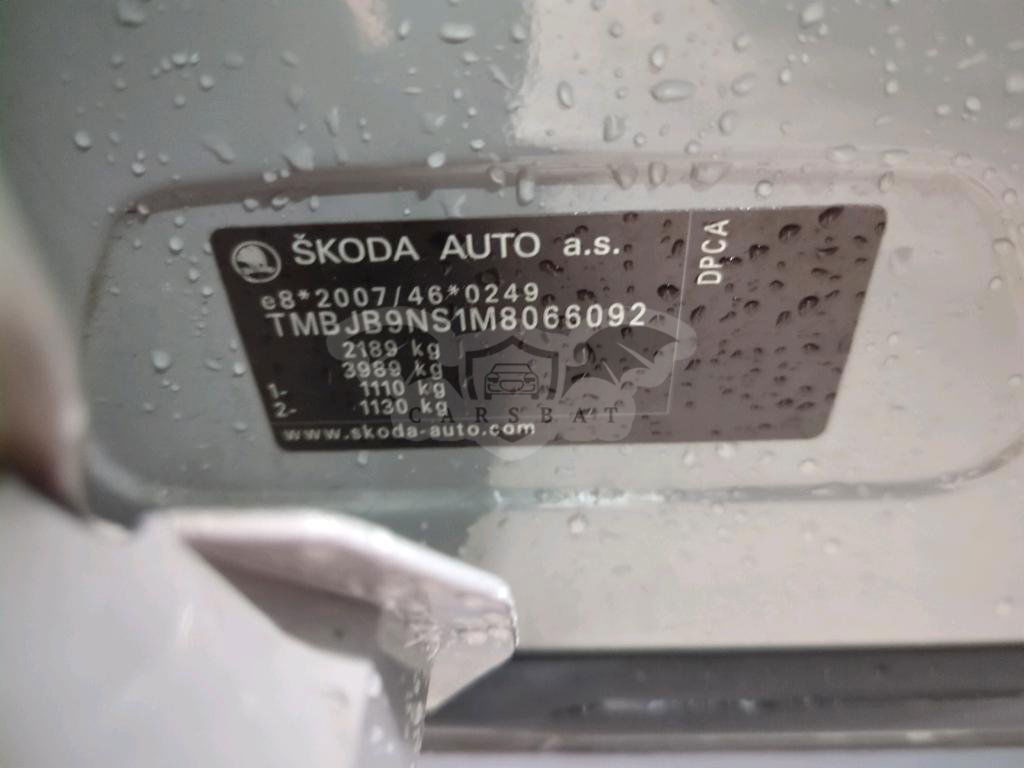 ŠKODA AUTO a.s.
DPCA
e8*2007/46*0249
TMBJB9NS1M8066092
2189 kg
3989 kg
1- 1110 kg
2- 1130 kg
CARSBAT
www.skoda-auto.com